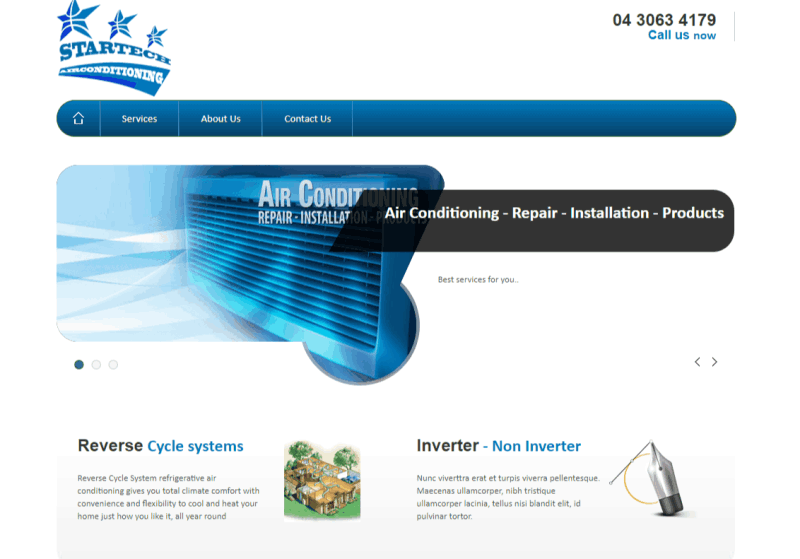 STARTECH
AIRCONDITIONING
04 3063 4179
Call us now
Services
About Us
Contact Us
AIR CONDITIONING
REPAIR - INSTALLATION - PRODUCTS
Air Conditioning - Repair - Installation - Products
Best services for you..
Reverse Cycle systems
Reverse Cycle System refrigerative air
conditioning gives you total climate comfort with
convenience and flexibility to cool and heat your
home just how you like it, all year round
Inverter - Non Inverter
Nunc viverttra erat et turpis viverra pellentesque.
Maecenas ullamcorper, nibh tristique
ullamcorper lacinia, tellus nisi blandit elit, id
pulvinar tortor.